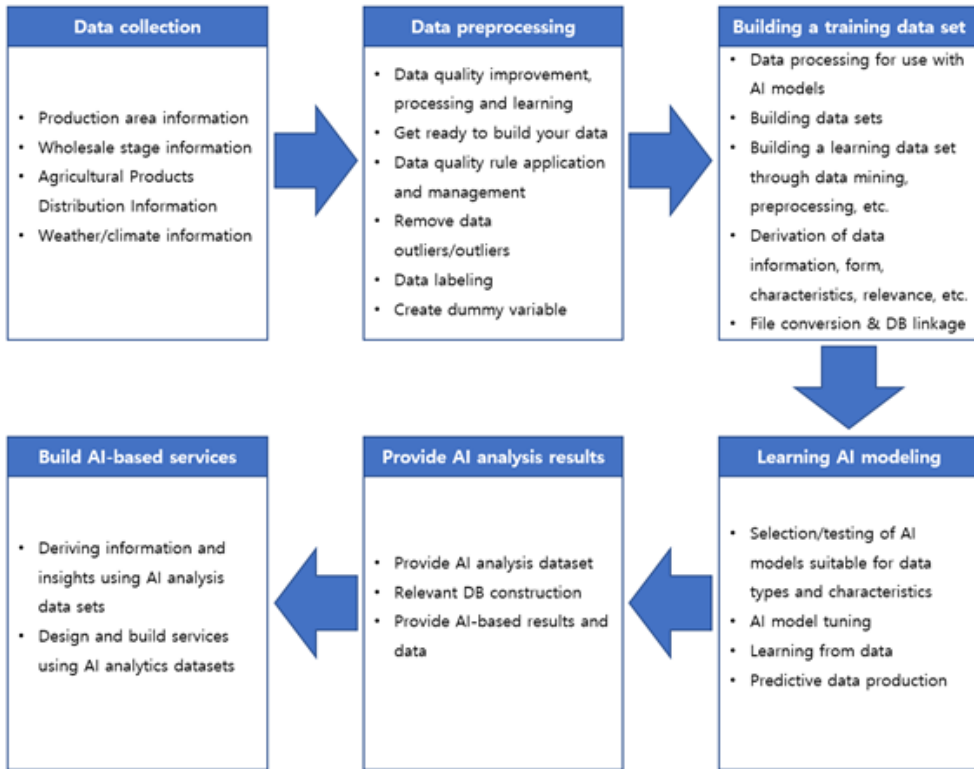 Data collection
• Production area information
• Wholesale stage information
• Agricultural Products
Distribution Information
• Weather/climate information
Data preprocessing
• Data quality improvement,
processing and learning
• Get ready to build your data
• Data quality rule application
and management
• Remove data
outliers/outliers
• Data labeling
• Create dummy variable
Building a training data set
• Data processing for use with
AI models
• Building data sets
• Building a learning data set
through data mining,
preprocessing, etc.
• Derivation of data
information, form,
characteristics, relevance, etc.
• File conversion & DB linkage
Learning AI modeling
• Selection/testing of AI
models suitable for data
types and characteristics
• AI model tuning
• Learning from data
• Predictive data production
Provide AI analysis results
• Provide AI analysis dataset
• Relevant DB construction
• Provide AI-based results and
data
Build AI-based services
• Deriving information and
insights using AI analysis
data sets
• Design and build services
using AI analytics datasets